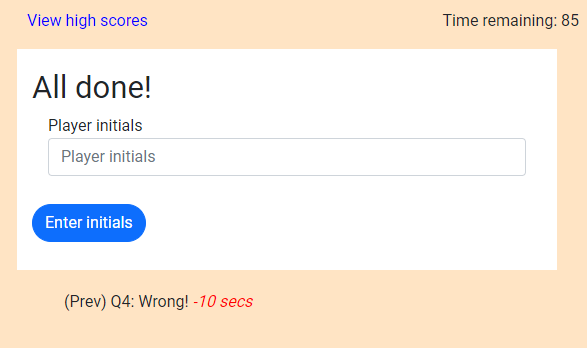 View high scores
Time remaining: 85
All done!
Player initials
Player initials
Enter initials
(Prev) Q4: Wrong! -10 secs